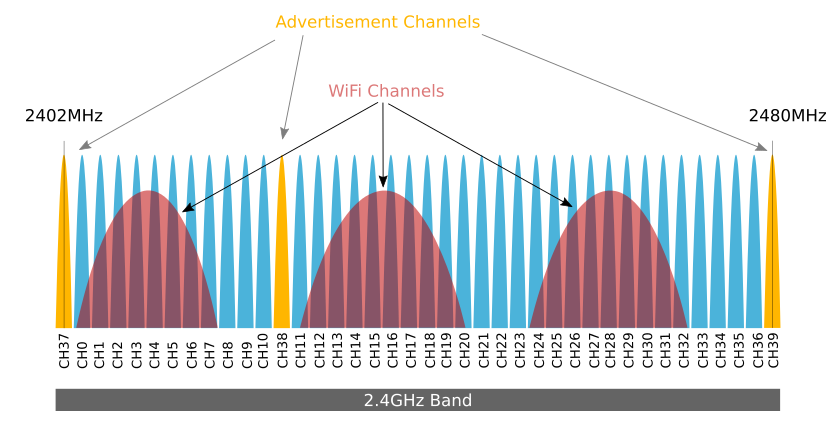 Advertisement Channels
WiFi Channels
2402MHz
2480MHz
CH37
CH0
CH1
CH2
CH3
CH4
CH5
CH6
CH7
CH8
CH9
CH10
CH38
CH11
CH12
CH13
CH14
CH15
CH16
CH17
CH18
CH19
CH20
CH21
CH22
CH23
CH24
CH25
CH26
CH27
CH28
CH29
CH30
CH31
CH32
CH33
CH34
CH35
CH36
CH39
2.4GHz Band